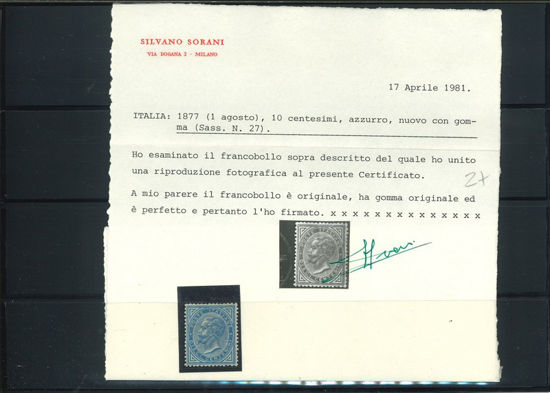 SILVANO SORANI
VIA DOGANA 3 - MILANO
17 Aprile 1981.
ITALIA: 1877 (1 agosto), 10 centesimi, azzurro, nuovo con gom-
ma (Sass. N. 27).
Ho esaminato il francobollo sopra descritto del quale ho unito
una riproduzione fotografica al presente Certificato.
2+
A mio parere il francobollo è originale, ha gomma originale ed
è perfetto e pertanto l'ho firmato. x x x x x x x x x x x x x x x